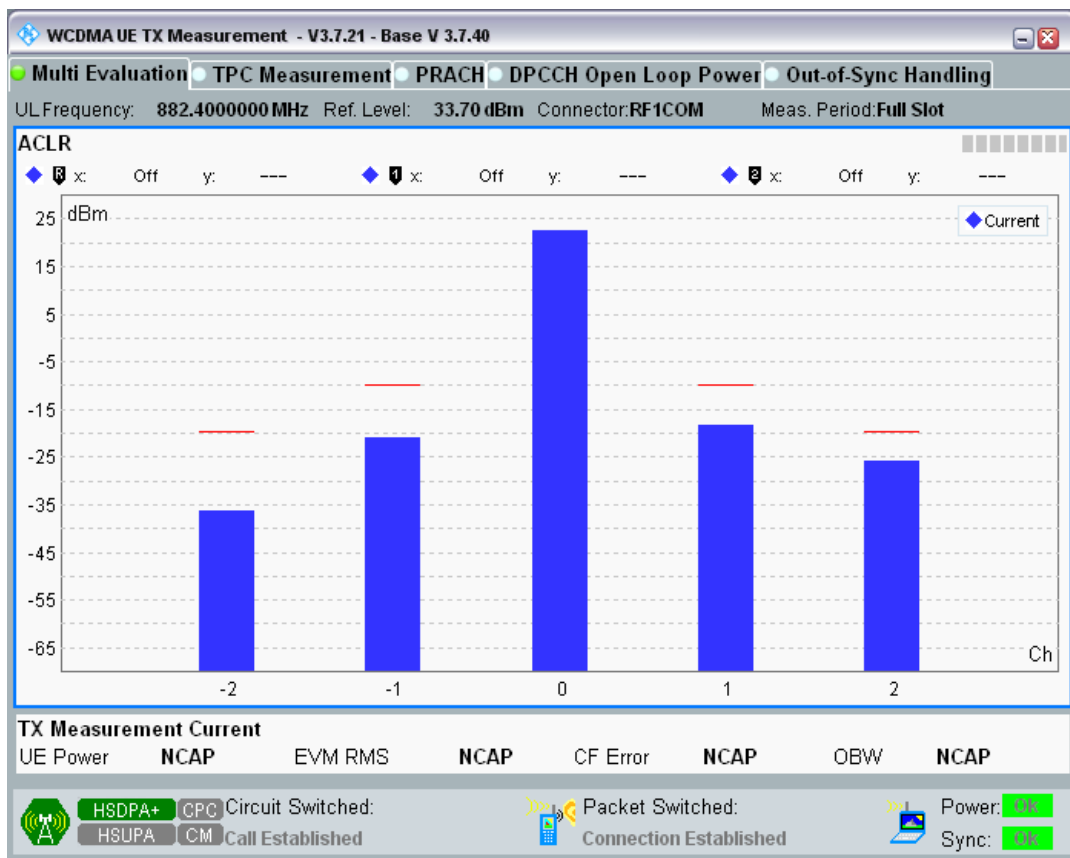 WCDMA UE TX Measurement - V3.7.21 - Base V 3.7.40
Multi Evaluation TPC Measurement PRACH DPCCH Open Loop Power Out-of-Sync Handling
UL Frequency: 882.4000000 MHz Ref. Level: 33.70 dBm Connector:RF1COM Meas. Period:Full Slot
ACLR
R x: Off y: --- 1 x: Off y: --- 2 x: Off y: ---
dBm
Current
25
15
5
-5
-15
-25
-35
-45
-55
-65
Ch
-2 -1 0 1 2
TX Measurement Current
UE Power NCAP EVM RMS NCAP CF Error NCAP OBW NCAP
HSDPA+ CPC Circuit Switched: Packet Switched: Power: Ok
HSUPA CM Call Established Connection Established Sync: Ok